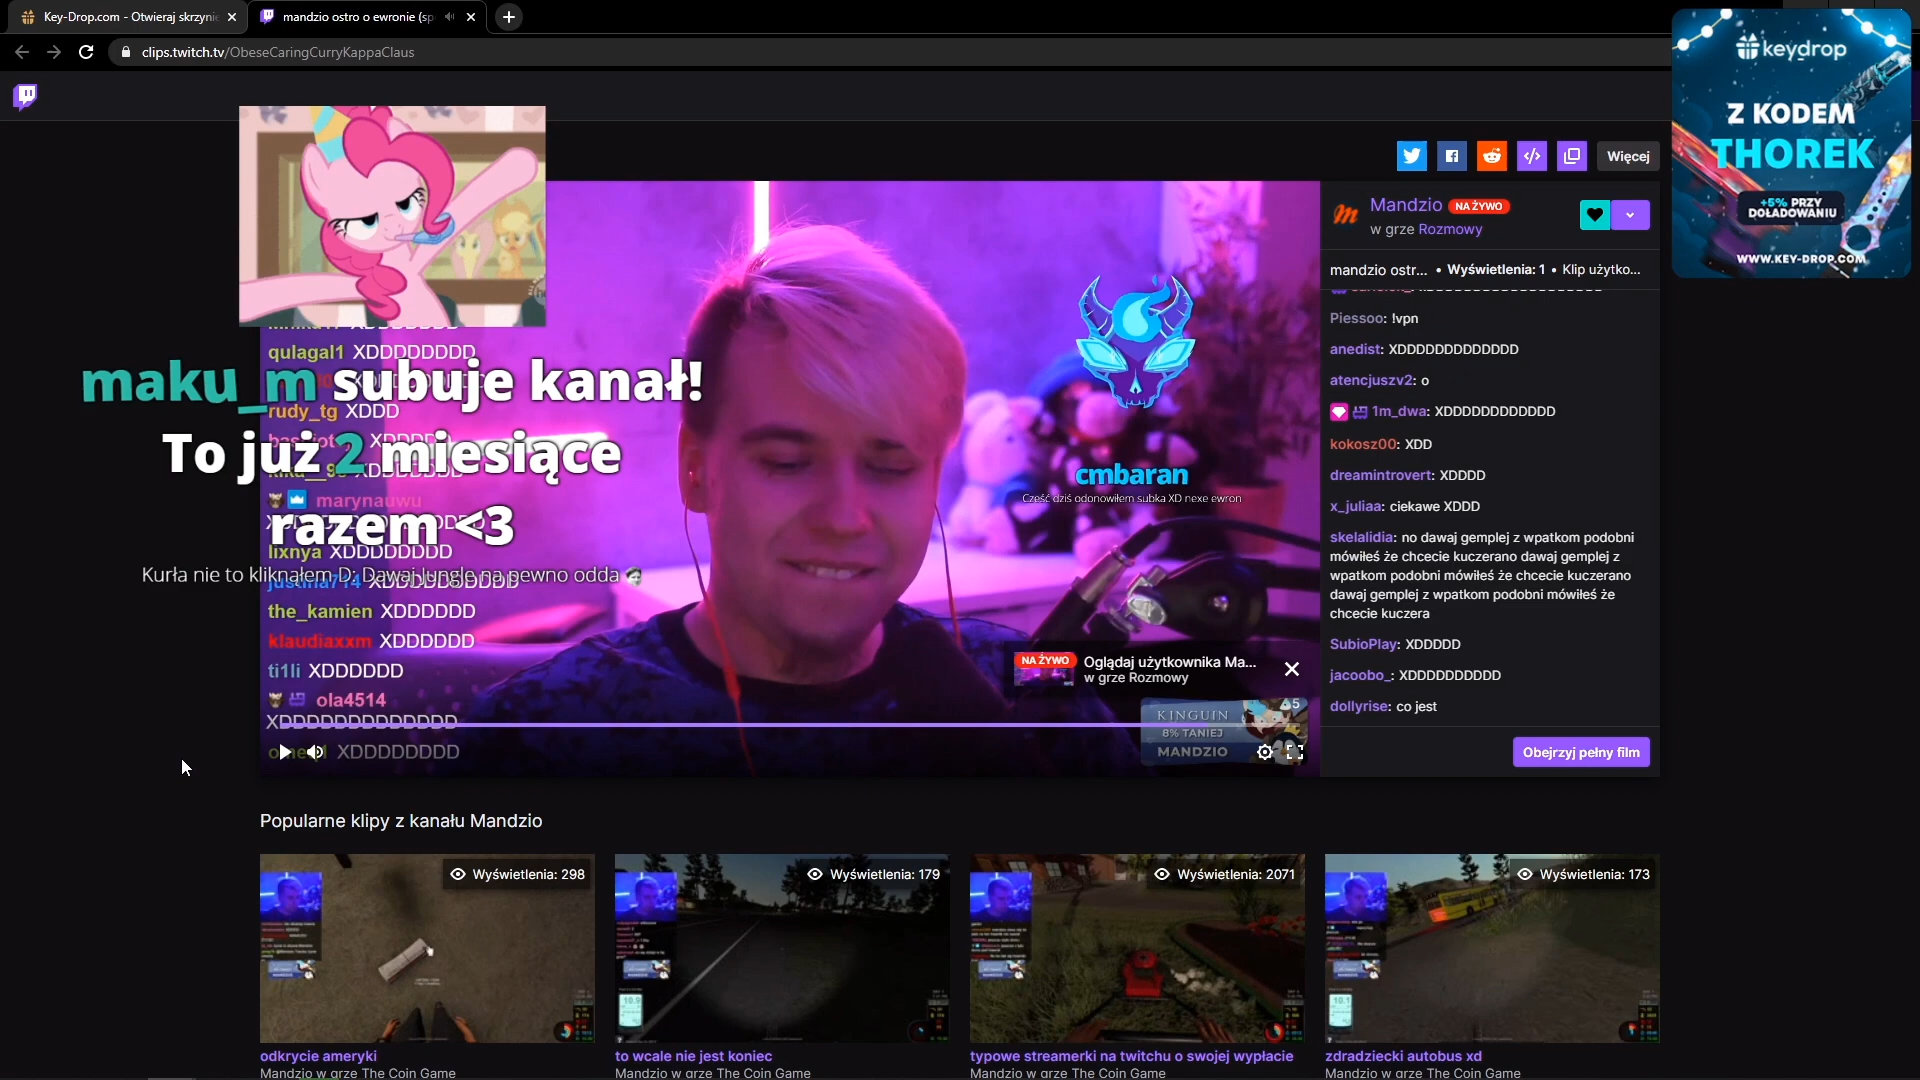 Key-Drop.com - Otwieraj skrzynie
mandzio ostro o ewronie (sp
clips.twitch.tv/ObeseCaringCurryKappaClaus
keydrop
Z KODEM
THOREK
+5% PRZY
DOŁADOWANIU
WWW.KEY-DROP.COM
Więcej
Mandzio NA ŻYWO
w grze Rozmowy
mandzio ostr... • Wyświetlenia: 1 • Klip użytko...
Piessoo: !vpn
anedist: XDDDDDDDDDDDDD
atencjuszv2: o
1m_dwa: XDDDDDDDDDDDD
kokosz00: XDD
dreamintrovert: XDDDD
x_juliaa: ciekawe XDDD
skelalidia: no dawaj gemplej z wpatkom podobni
mówiłeś że chcecie kuczerano dawaj gemplej z
wpatkom podobni mówiłeś że chcecie kuczerano
dawaj gemplej z wpatkom podobni mówiłeś że
chcecie kuczera
SubioPlay: XDDDDD
jacoobo_: XDDDDDDDDDD
dollyrise: co jest
Obejrzyj pełny film
qulagal1 XDDDDDDDD
maku_m subuje kanał!
rudy_tg XDDD
To już 2 miesiące
marynauwu
razem <3
lixnya XDDDDDDDD
Kurła nie to kliknąłem D: Dawaj Jungle na pewno odda
the_kamien XDDDDDD
klaudiaxxm XDDDDDD
ti1li XDDDDDD
ola4514
XDDDDDDDDDDDDD
XDDDDDDDD
cmbaran
Cześć dziś odonowiłem subka XD nexe ewron
NA ŻYWO
Oglądaj użytkownika Ma...
w grze Rozmowy
KINGUIN
8% TANIEJ
MANDZIO
Popularne klipy z kanału Mandzio
Wyświetlenia: 298
Wyświetlenia: 179
Wyświetlenia: 2071
Wyświetlenia: 173
odkrycie ameryki
Mandzio w grze The Coin Game
to wcale nie jest koniec
Mandzio w grze The Coin Game
typowe streamerki na twitchu o swojej wypłacie
Mandzio w grze The Coin Game
zdradziecki autobus xd
Mandzio w grze The Coin Game